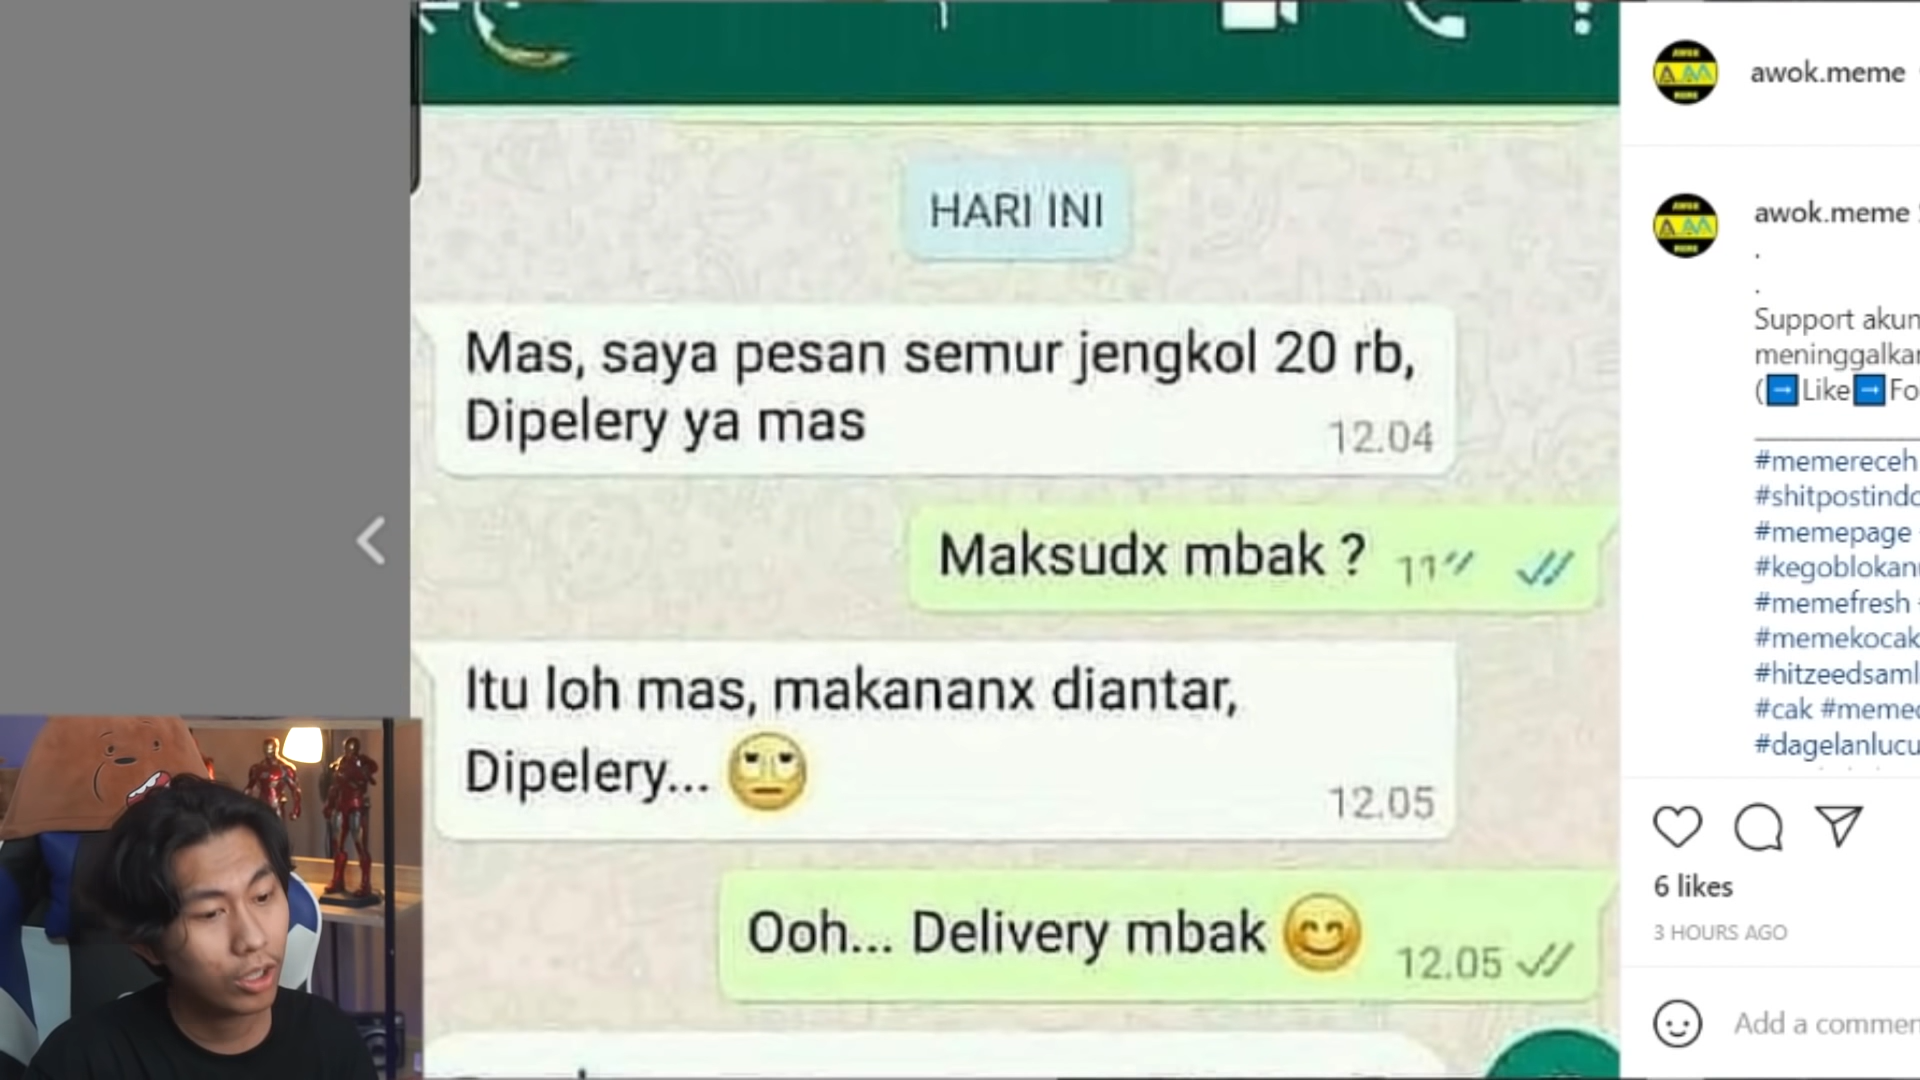 HARI INI
Mas, saya pesan semur jengkol 20 rb,
Dipelery ya mas
12.04
Maksudx mbak ?
Itu loh mas, makananx diantar,
Dipelery...
12.05
Ooh... Delivery mbak
12.05
awok.meme
awok.meme
.
.
Support akun
(➡Like➡Fo
#memereceh
#memepage
#memefresh
#memekocak
#cak
#dagelanlucu
6 likes
3 HOURS AGO
Add a commen